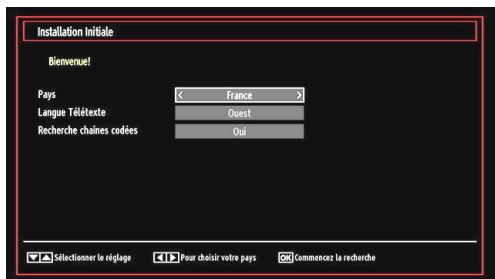 Installation Initiale
Bienvenue!
Pays < France >
Langue Télétexte Ouest
Recherche chaines codées Oui
Sélectionner le réglage Pour choisir votre pays OK Commencez la recherche